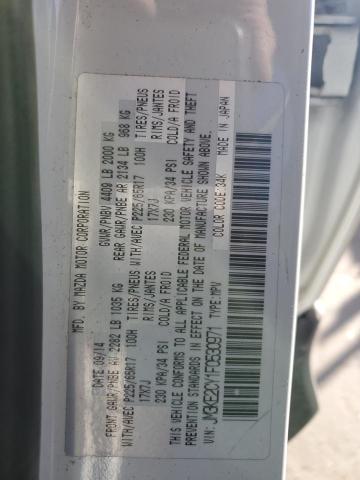 MFD. BY MAZDA MOTOR CORPORATION
DATE: 09/14 GVWR/PNBV 4409 LB 2000 KG
FRONT GAWR/PNBE AV 2282 LB 1035 KG REAR GAWR/PNBE AR 2134 LB 968 KG
WITH/AVEC P225/65R17 100H TIRES/PNEUS WITH/AVEC P225/65R17 100H TIRES/PNEUS
17X7J RIMS/JANTES 17X7J RIMS/JANTES
230 KPA/34 PSI COLD/A FROID 230 KPA/34 PSI COLD/A FROID
THIS VEHICLE CONFORMS TO ALL APPLICABLE FEDERAL MOTOR VEHICLE SAFETY AND THEFT
PREVENTION STANDARDS IN EFFECT ON THE DATE OF MANUFACTURE SHOWN ABOVE.
VIN: JM3KE2CY1F0530971 TYPE: MPV COLOR CODE: 34K MADE IN JAPAN